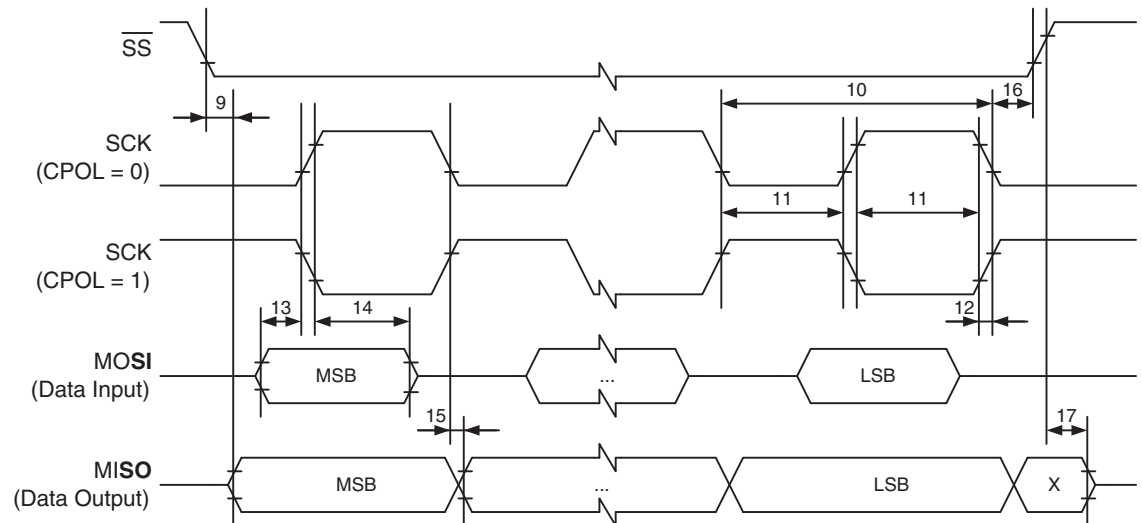 SS
9
10
16
SCK
(CPOL = 0)
11
11
SCK
(CPOL = 1)
13
14
12
MOSI
(Data Input)
MSB
...
LSB
15
17
MISO
(Data Output)
MSB
...
LSB
X